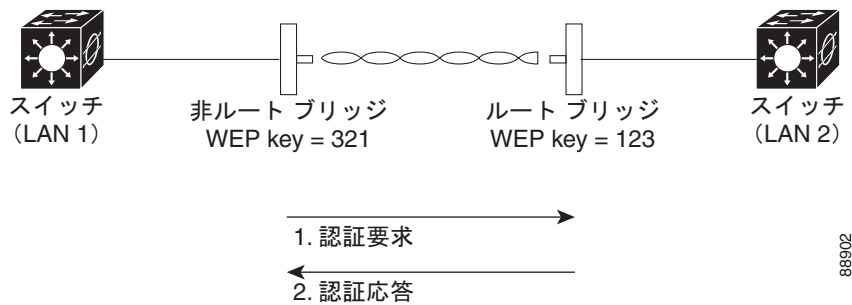 スイッチ
（LAN 1）
非ルート ブリッジ
WEP key = 321
ルート ブリッジ
WEP key = 123
スイッチ
（LAN 2）
1. 認証要求
2. 認証応答
88902